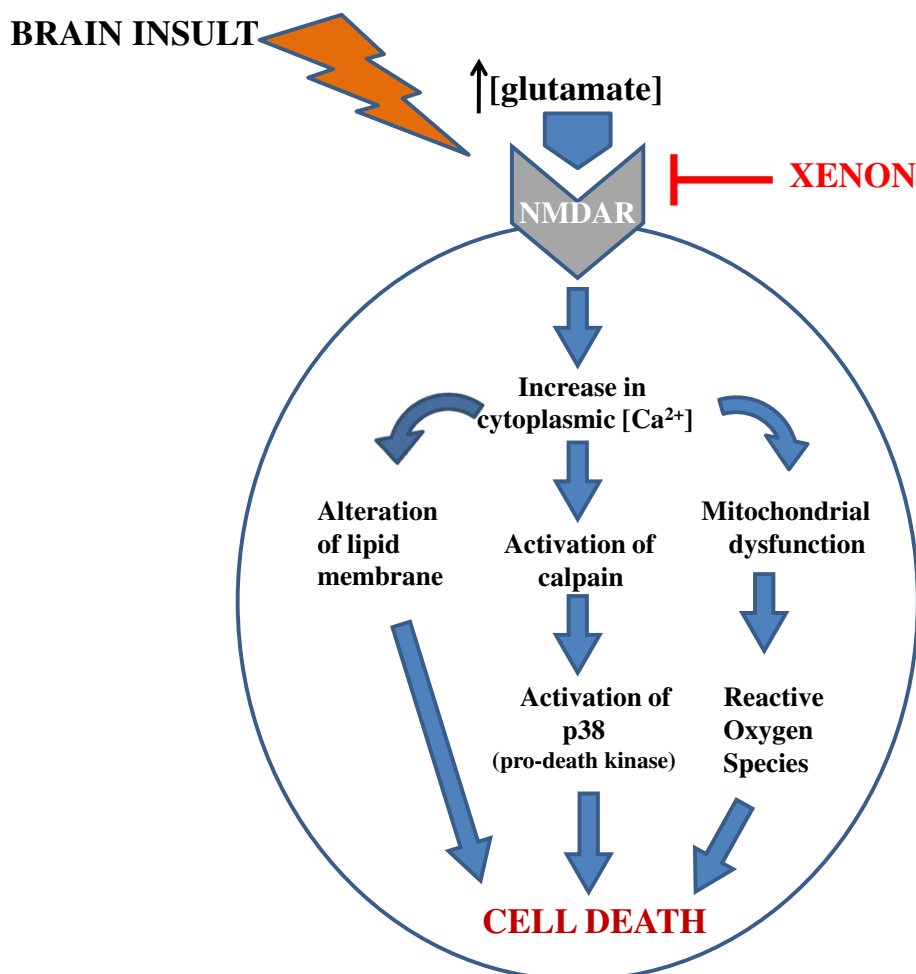 BRAIN INSULT
↑[glutamate]
XENON
NMDAR
Increase in
cytoplasmic [Ca²⁺]
Alteration
of lipid
membrane
Activation of
calpain
Mitochondrial
dysfunction
Activation of
p38
(pro-death kinase)
Reactive
Oxygen
Species
CELL DEATH